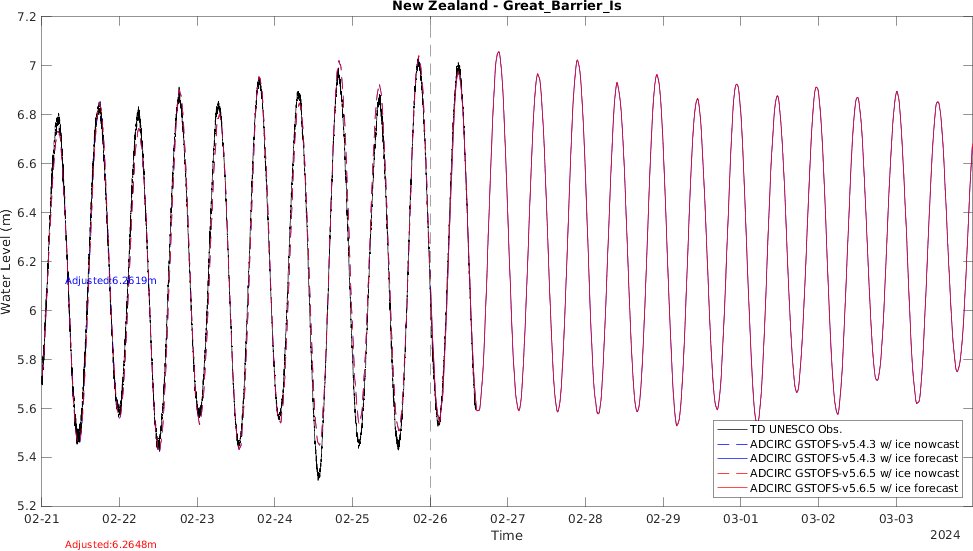 New Zealand - Great_Barrier_Is
7.2
7
6.8
6.6
6.4
6.2
6
5.8
5.6
5.4
5.2
Water Level (m)
Adjusted:6.2619m
TD UNESCO Obs.
ADCIRC GSTOFS-v5.4.3 w/ ice nowcast
ADCIRC GSTOFS-v5.4.3 w/ ice forecast
ADCIRC GSTOFS-v5.6.5 w/ ice nowcast
ADCIRC GSTOFS-v5.6.5 w/ ice forecast
02-21 02-22 02-23 02-24 02-25 02-26 02-27 02-28 02-29 03-01 03-02 03-03
Time
2024
Adjusted:6.2648m